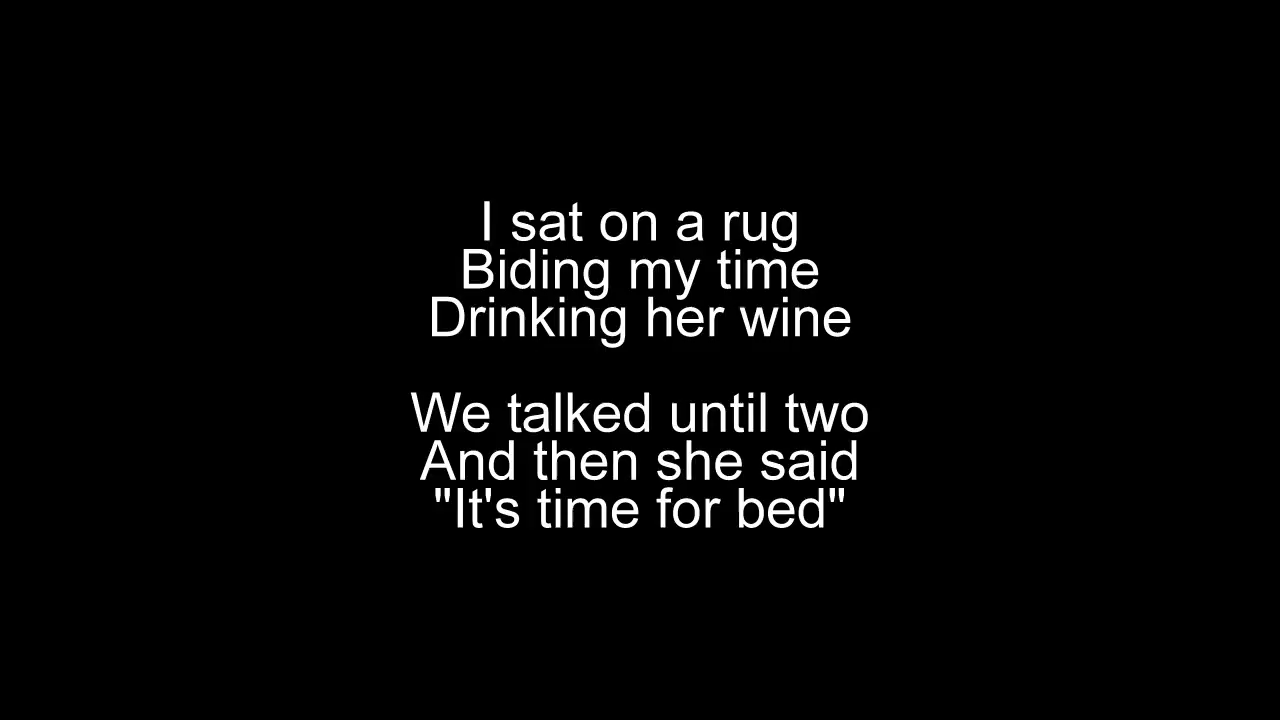 I sat on a rug
Biding my time
Drinking her wine
We talked until two
And then she said
"It's time for bed"